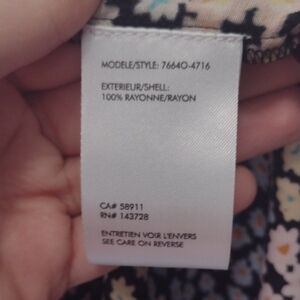 MODELE/STYLE: 76640-4716
EXTERIEUR/SHELL:
100% RAYONNE/RAYON
CA# 58911
RN# 143728
ENTRETIEN VOIR L'ENVERS
SEE CARE ON REVERSE